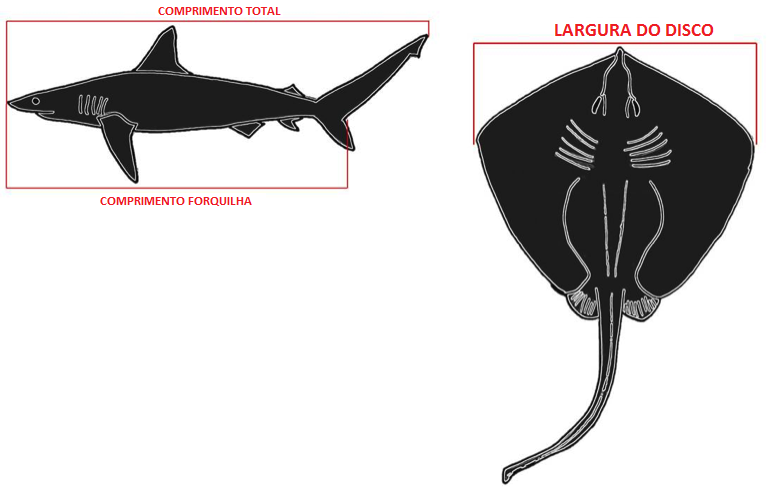 COMPRIMENTO TOTAL
LARGURA DO DISCO
COMPRIMENTO FORQUILHA